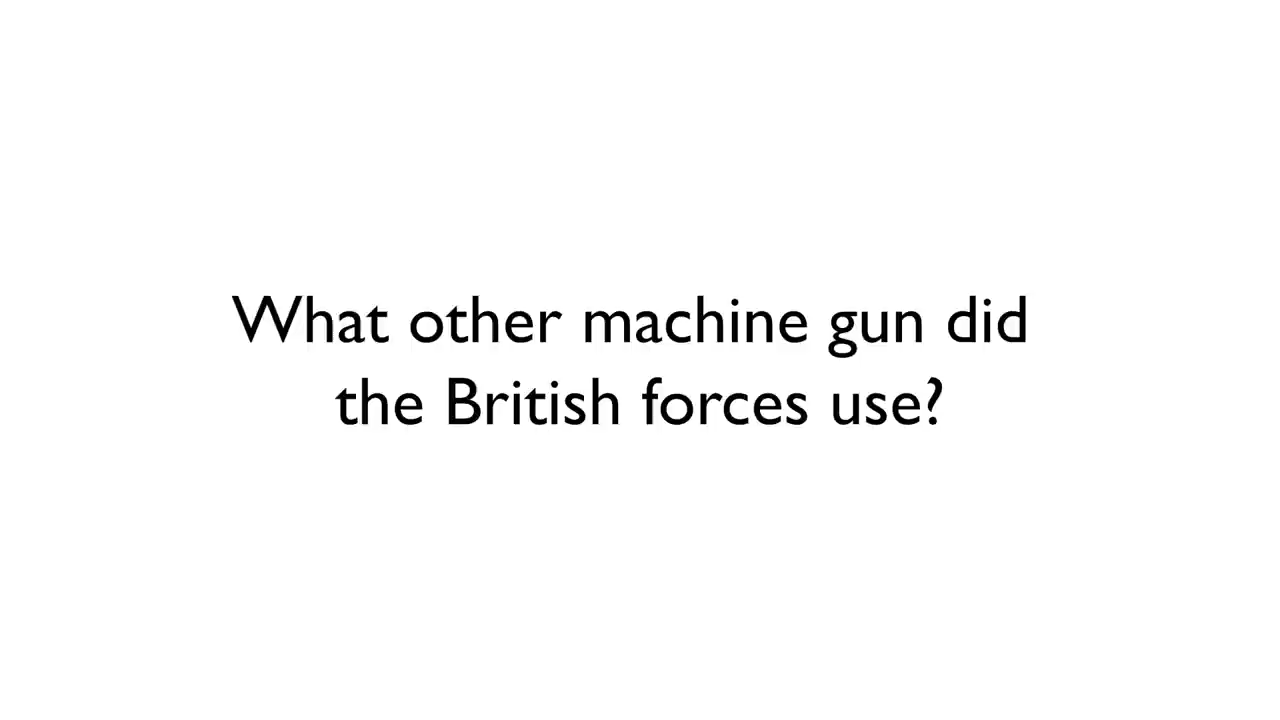 What other machine gun did
the British forces use?